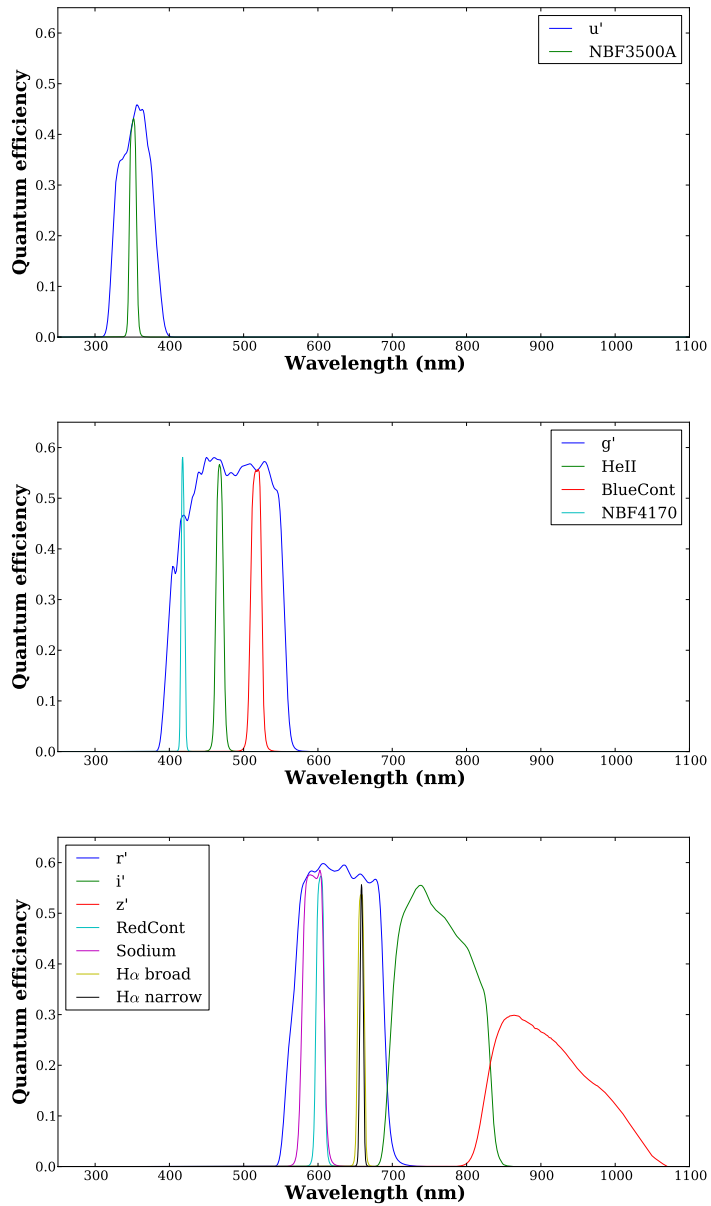 u'
NBF3500A
Quantum efficiency
0.6
0.5
0.4
0.3
0.2
0.1
0.0
300 400 500 600 700 800 900 1000 1100
Wavelength (nm)
g'
HeII
BlueCont
NBF4170
Quantum efficiency
0.6
0.5
0.4
0.3
0.2
0.1
0.0
300 400 500 600 700 800 900 1000 1100
Wavelength (nm)
r'
i'
z'
RedCont
Sodium
Hα broad
Hα narrow
Quantum efficiency
0.6
0.5
0.4
0.3
0.2
0.1
0.0
300 400 500 600 700 800 900 1000 1100
Wavelength (nm)